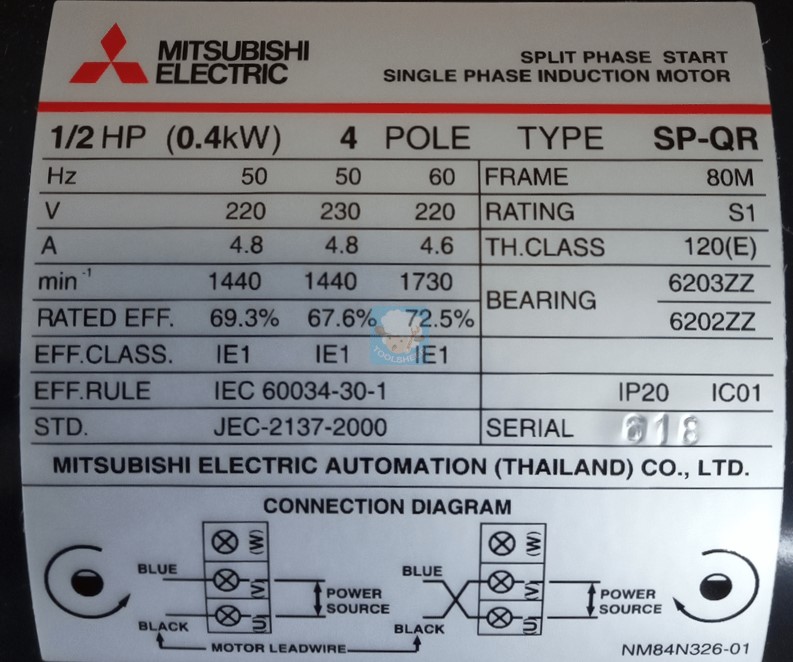 MITSUBISHI
ELECTRIC
SPLIT PHASE START
SINGLE PHASE INDUCTION MOTOR
1/2 HP (0.4kW) 4 POLE TYPE SP-QR
Hz 50 50 60 FRAME 80M
V 220 230 220 RATING S1
A 4.8 4.8 4.6 TH.CLASS 120(E)
min⁻¹ 1440 1440 1730 BEARING 6203ZZ
RATED EFF. 69.3% 67.6% 72.5% 6202ZZ
EFF.CLASS. IE1 IE1 IE1
EFF.RULE IEC 60034-30-1 IP20 IC01
STD. JEC-2137-2000 SERIAL 618
MITSUBISHI ELECTRIC AUTOMATION (THAILAND) CO., LTD.
CONNECTION DIAGRAM
(W) (W)
BLUE (V) BLUE (V)
POWER SOURCE POWER SOURCE
BLACK (U) BLACK (U)
MOTOR LEADWIRE
NM84N326-01